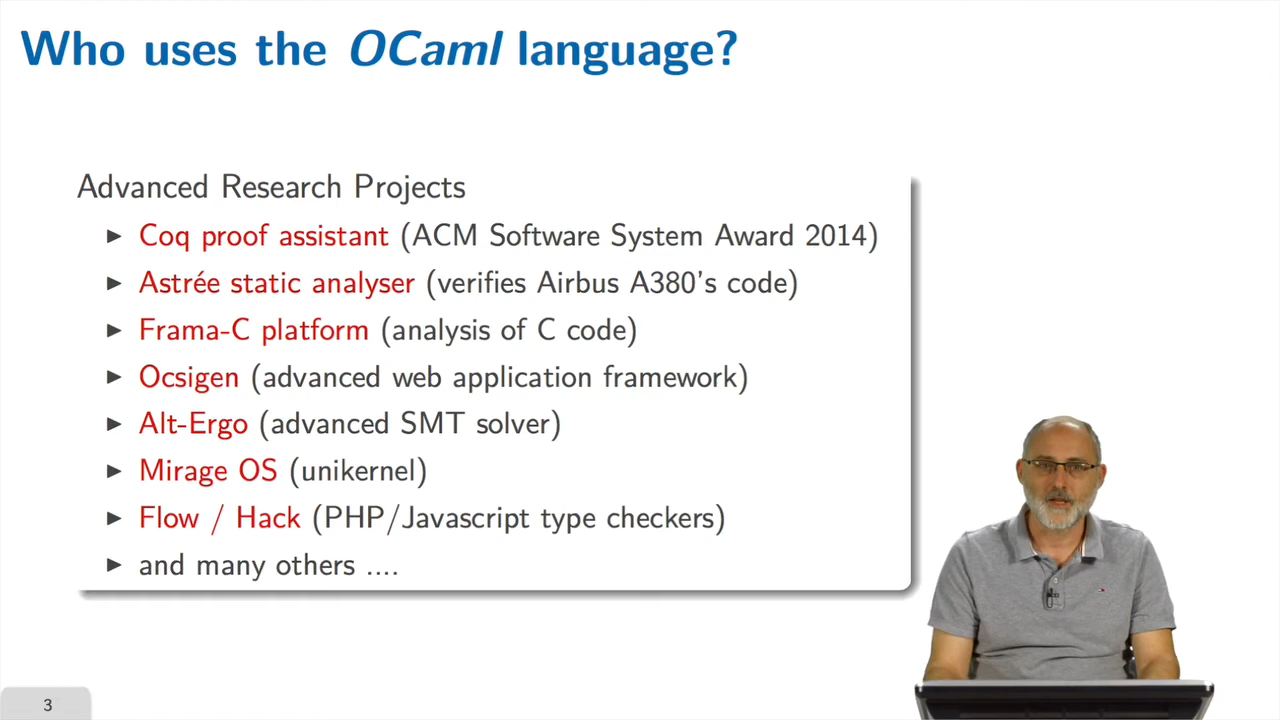 Who uses the OCaml language?
Advanced Research Projects
▶ Coq proof assistant (ACM Software System Award 2014)
▶ Astrée static analyser (verifies Airbus A380's code)
▶ Frama-C platform (analysis of C code)
▶ Ocsigen (advanced web application framework)
▶ Alt-Ergo (advanced SMT solver)
▶ Mirage OS (unikernel)
▶ Flow / Hack (PHP/Javascript type checkers)
▶ and many others ....
3